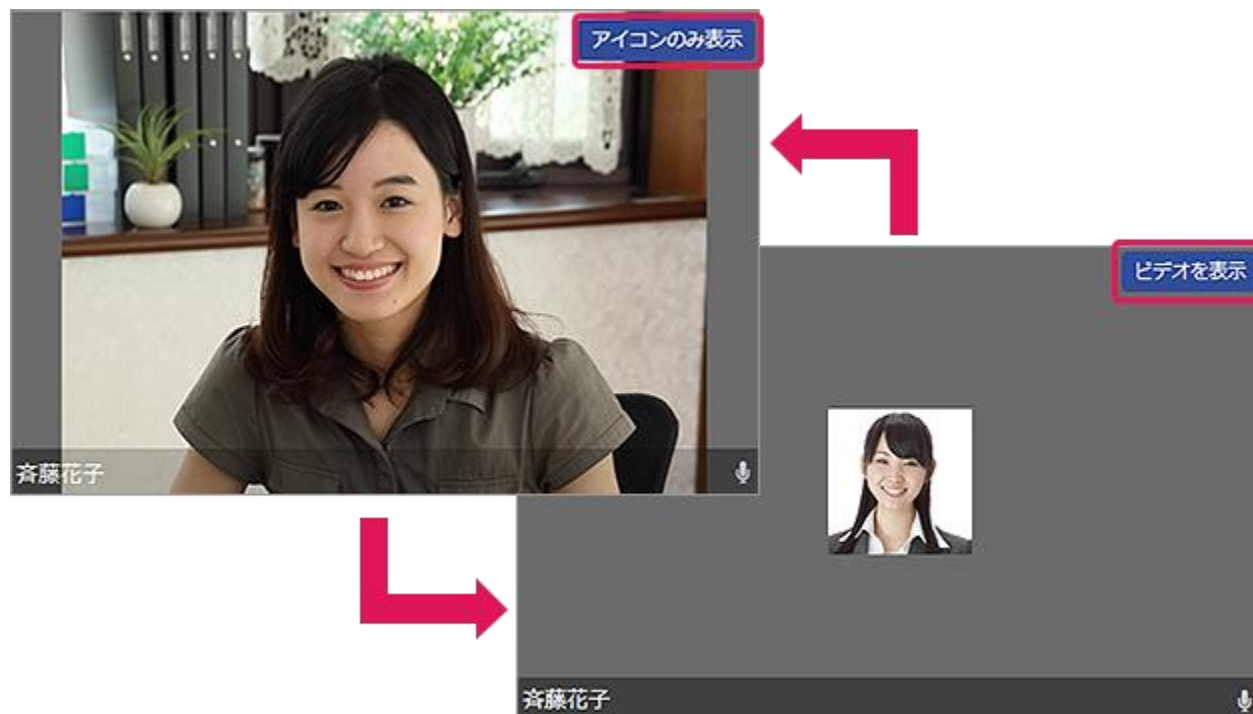 アイコンのみ表示
斉藤花子
ビデオを表示
斉藤花子